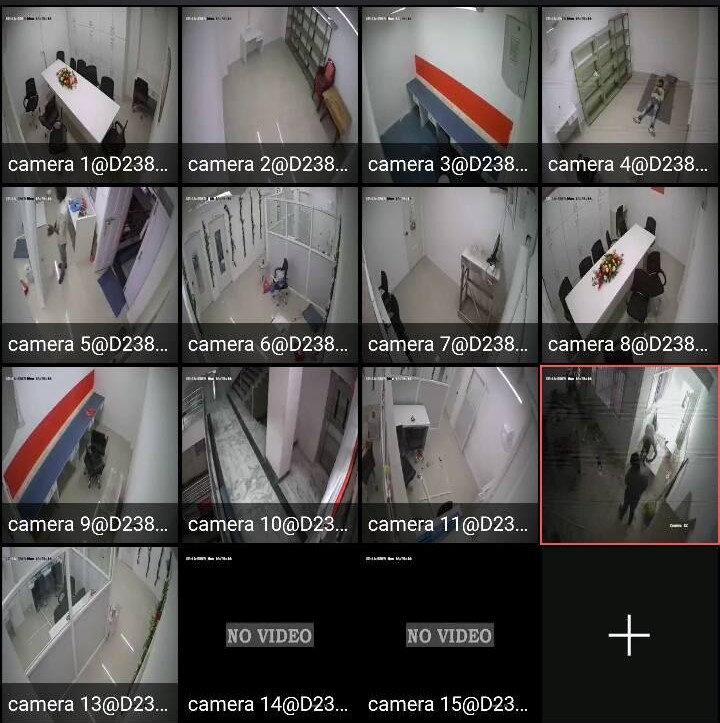 camera 1@D238...
camera 2@D238...
camera 3@D238...
camera 4@D238...
camera 5@D238...
camera 6@D238...
camera 7@D238...
camera 8@D238...
camera 9@D238...
camera 10@D23...
camera 11@D23...
camera 13@D23...
NO VIDEO
camera 14@D23...
NO VIDEO
camera 15@D23...